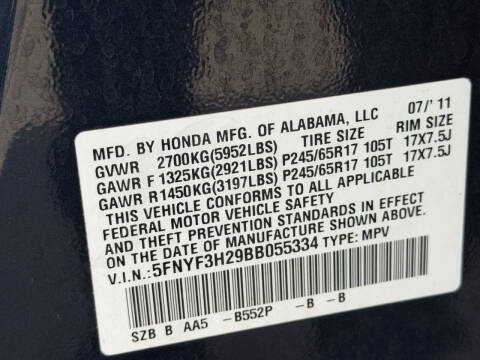 MFD. BY HONDA MFG. OF ALABAMA, LLC 07/'11
GVWR 2700KG(5952LBS) TIRE SIZE RIM SIZE
GAWR F 1325KG(2921LBS) P245/65R17 105T 17X7.5J
GAWR R 1450KG(3197LBS) P245/65R17 105T 17X7.5J
THIS VEHICLE CONFORMS TO ALL APPLICABLE
FEDERAL MOTOR VEHICLE SAFETY
AND THEFT PREVENTION STANDARDS IN EFFECT
ON THE DATE OF MANUFACTURE SHOWN ABOVE.
V.I.N.:5FNYF3H29BB055334 TYPE: MPV
SZB B AA5 -B552P -B -B